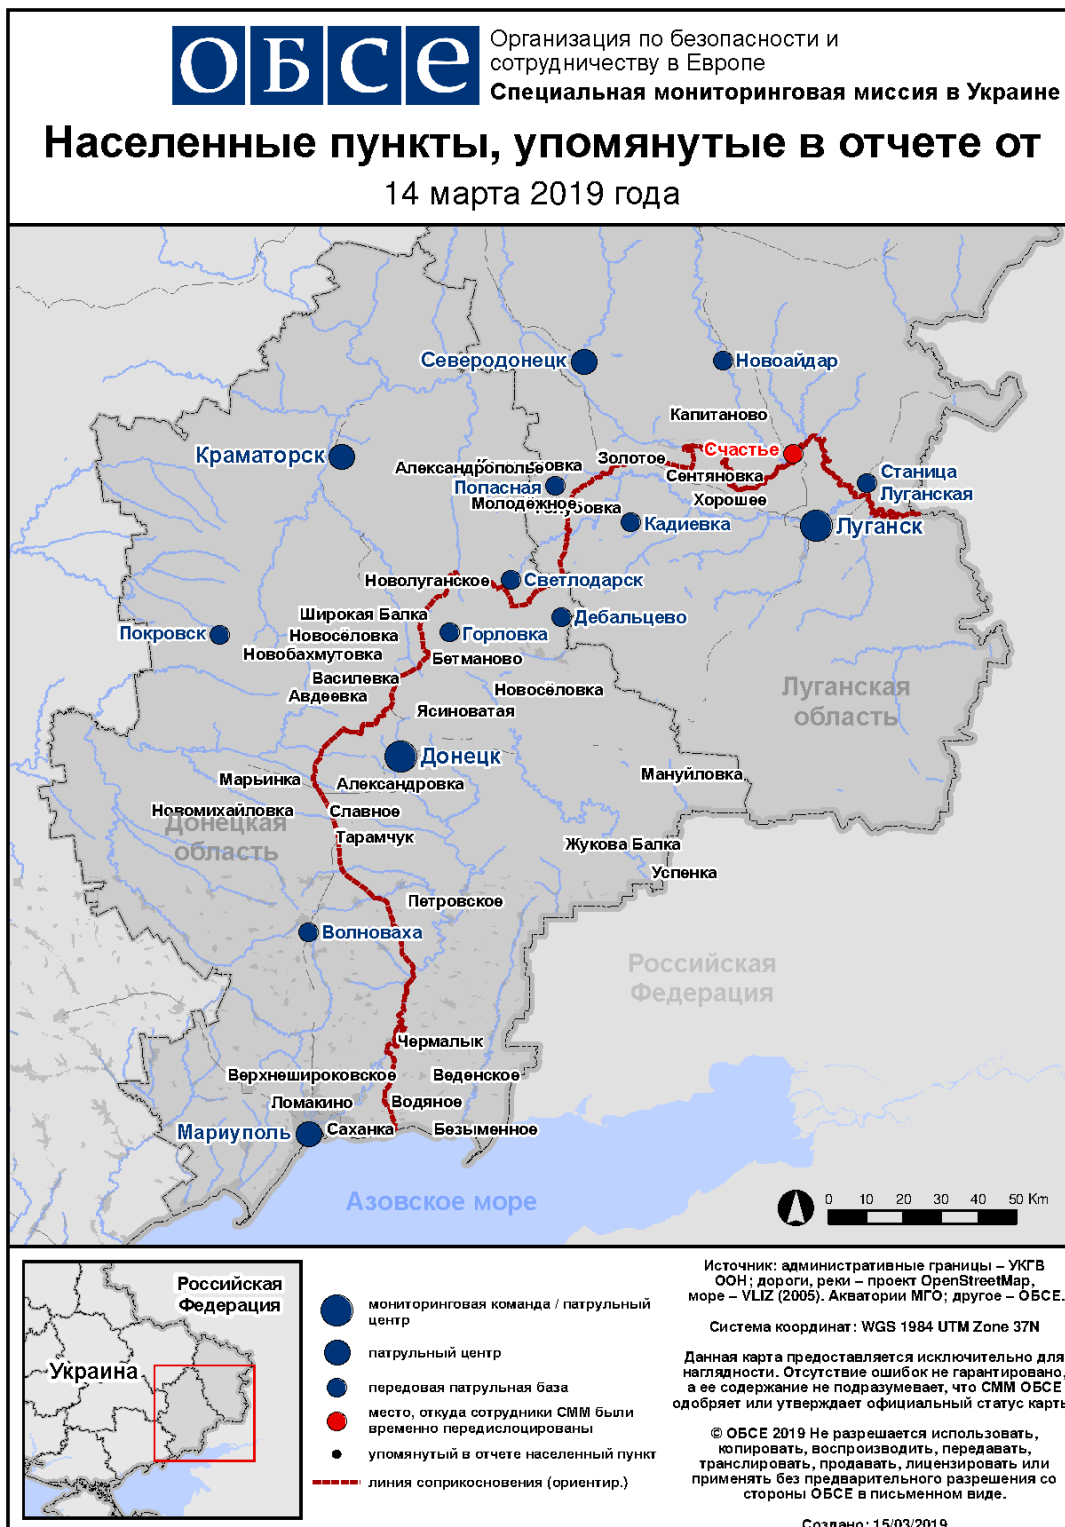 ОБСЕ
Организация по безопасности и
сотрудничеству в Европе
Специальная мониторинговая миссия в Украине
Населенные пункты, упомянутые в отчете от
14 марта 2019 года
Северодонецк
Новоайдар
Капитаново
Краматорск
Счастье
Золотое
Александрополье
Сентяновка
Станица
Луганская
Попасная
Молодёжное
Хорошее
Кадиевка
Луганск
Новолуганское
Светлодарск
Широкая Балка
Дебальцево
Покровск
Новосёловка
Горловка
Новобахмутовка
Бетманово
Василевка
Авдеевка
Новосёловка
Луганская
область
Ясиноватая
Донецк
Марьинка
Александровка
Мануйловка
Новомихайловка
Славное
Донецкая
область
Тарамчук
Жукова Балка
Успенка
Петровское
Волноваха
Российская
Федерация
Чермалык
Верхнешироковское
Веденское
Ломакино
Водяное
Мариуполь
Саханка
Безыменное
Азовское море
0 10 20 30 40 50 Km
Российская
Федерация
Украина
мониторинговая команда / патрульный
центр
патрульный центр
передовая патрульная база
место, откуда сотрудники СММ были
временно передислоцированы
упомянутый в отчете населенный пункт
линия соприкосновения (ориентир.)
Источник: административные границы – УКГВ
ООН; дороги, реки – проект OpenStreetMap,
море – VLIZ (2005). Акватории МГО; другое – ОБСЕ.
Система координат: WGS 1984 UTM Zone 37N
Данная карта предоставляется исключительно для
наглядности. Отсутствие ошибок не гарантировано,
а ее содержание не подразумевает, что СММ ОБСЕ
одобряет или утверждает официальный статус карты
© ОБСЕ 2019 Не разрешается использовать,
копировать, воспроизводить, передавать,
транслировать, продавать, лицензировать или
применять без предварительного разрешения со
стороны ОБСЕ в письменном виде.
Создано: 15/03/2019